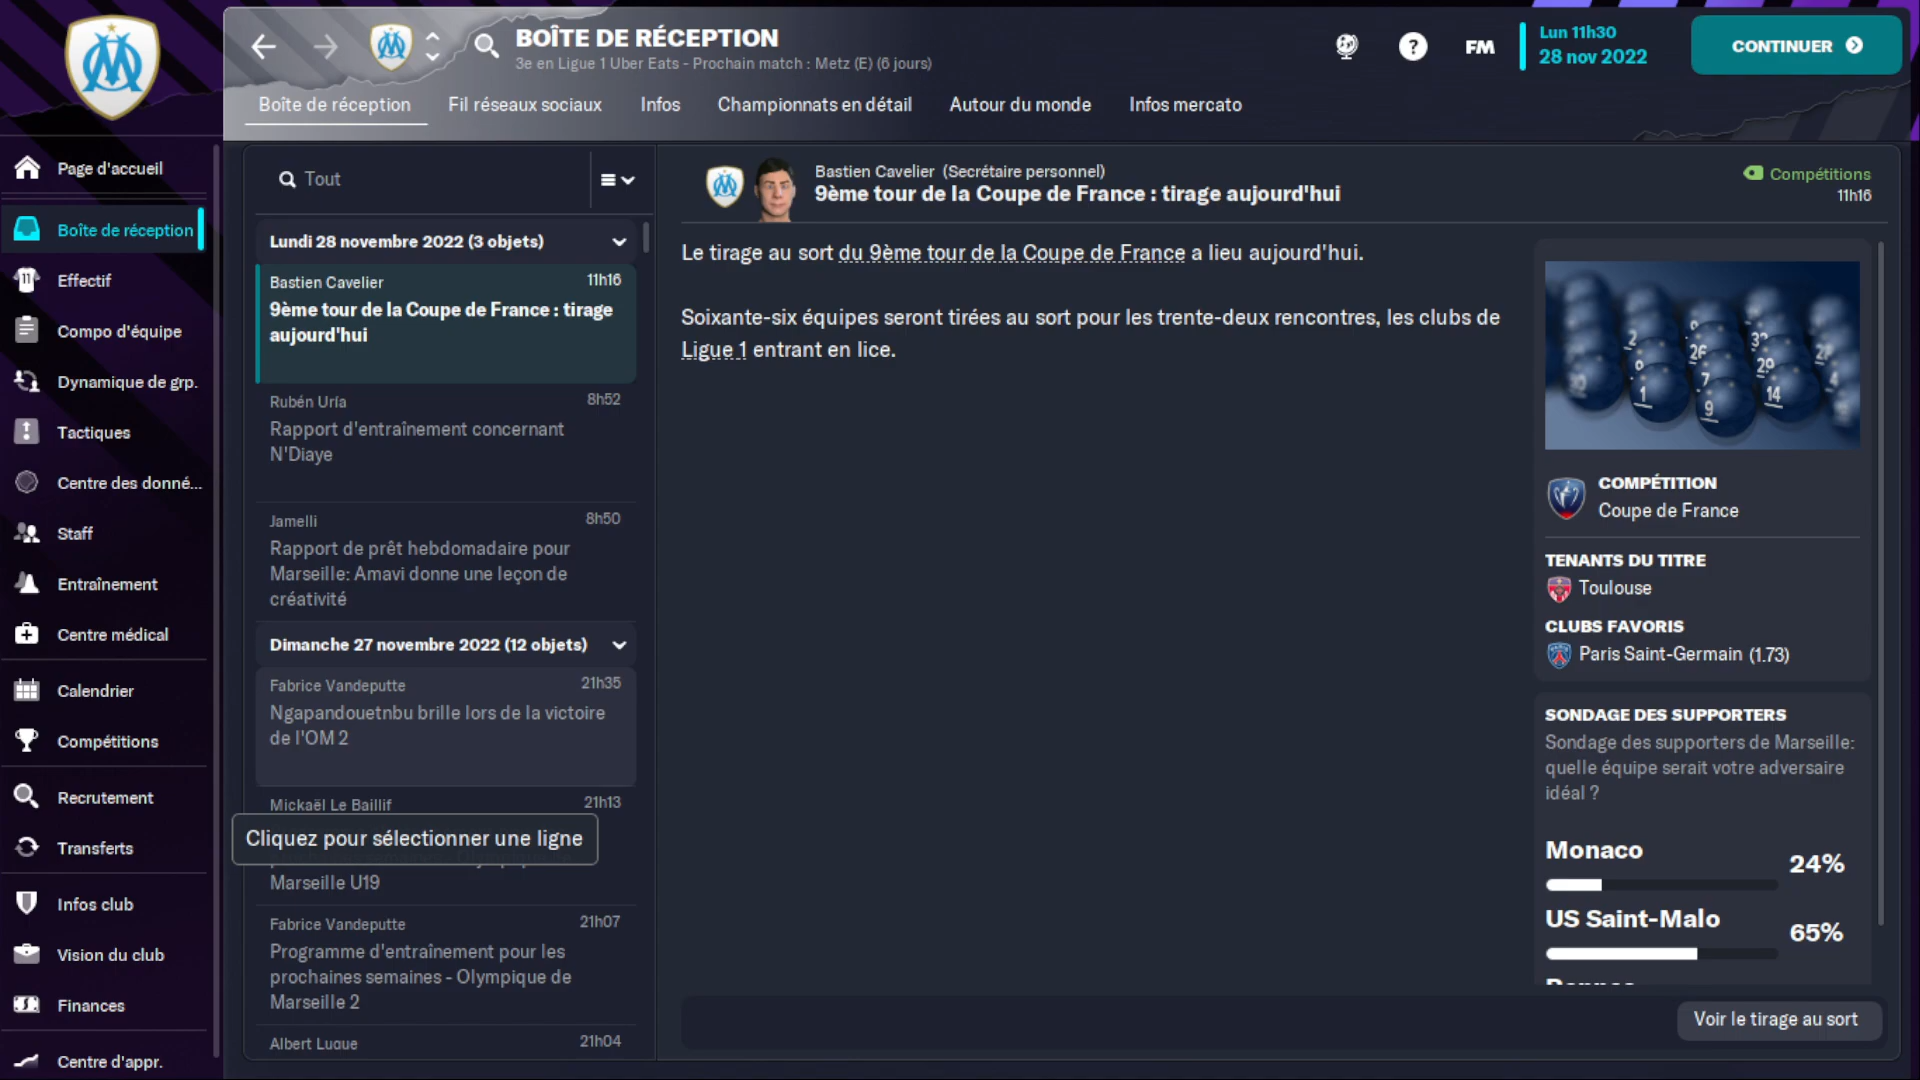 BOÎTE DE RÉCEPTION
3e en Ligue 1 Uber Eats - Prochain match : Metz (E) (6 jours)
FM
Lun 11h30
28 nov 2022
CONTINUER
Boîte de réception
Fil réseaux sociaux
Infos
Championnats en détail
Autour du monde
Infos mercato
Page d'accueil
Boîte de réception
Effectif
Compo d'équipe
Dynamique de grp.
Tactiques
Centre des donné...
Staff
Entraînement
Centre médical
Calendrier
Compétitions
Recrutement
Transferts
Infos club
Vision du club
Finances
Centre d'appr.
Tout
Lundi 28 novembre 2022 (3 objets)
Bastien Cavelier 11h16
9ème tour de la Coupe de France : tirage
aujourd'hui
Rubén Uría 8h52
Rapport d'entraînement concernant
N'Diaye
Jamelli 8h50
Rapport de prêt hebdomadaire pour
Marseille: Amavi donne une leçon de
créativité
Dimanche 27 novembre 2022 (12 objets)
Fabrice Vandeputte 21h35
Ngapandouetnbu brille lors de la victoire
de l'OM 2
Mickaël Le Baillif 21h13
Cliquez pour sélectionner une ligne
Marseille U19
Fabrice Vandeputte 21h07
Programme d'entraînement pour les
prochaines semaines - Olympique de
Marseille 2
Albert Luque 21h04
Bastien Cavelier (Secrétaire personnel)
9ème tour de la Coupe de France : tirage aujourd'hui
Compétitions
11h16
Le tirage au sort du 9ème tour de la Coupe de France a lieu aujourd'hui.
Soixante-six équipes seront tirées au sort pour les trente-deux rencontres, les clubs de
Ligue 1 entrant en lice.
COMPÉTITION
Coupe de France
TENANTS DU TITRE
Toulouse
CLUBS FAVORIS
Paris Saint-Germain (1.73)
SONDAGE DES SUPPORTERS
Sondage des supporters de Marseille:
quelle équipe serait votre adversaire
idéal ?
Monaco
24%
US Saint-Malo
65%
Voir le tirage au sort